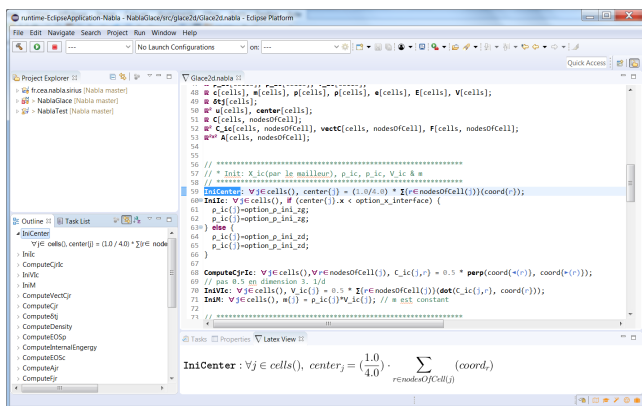 runtime-EclipseApplication-Nabla - NablaGlace/src/glace2d/Glace2d.nabla - Eclipse Platform
File Edit Navigate Search Project Run Window Help
--- No Launch Configurations on: ---
Quick Access
Project Explorer
fr.cea.nabla.sirius [Nabla master]
> NablaGlace [Nabla master]
> NablaTest [Nabla master]
Outline Task List
IniCenter
∀j∈ cells(), center{j} = (1.0 / 4.0) * Σ{r∈ node
IniIc
ComputeCjrIc
IniVIc
IniM
ComputeVectCjr
ComputeCjr
Computeδtj
ComputeDensity
ComputeEOSp
ComputeInternalEngergy
ComputeEOSc
ComputeAjr
ComputeFjr
Glace2d.nabla
48 ℝ c[cells], m[cells], p[cells], ρ[cells], e[cells], E[cells], V[cells];
49 ℝ δtj[cells];
50 u[cells], center[cells];
51 C[cells, nodesOfCell];
52 C_ic[cells, nodesOfCell], vectC[cells, nodesOfCell], F[cells, nodesOfCell];
53 A[cells, nodesOfCell];
54
55
56 // ************************************************************
57 // * Init: X_ic(par le mailleur), ρ_ic, p_ic, V_ic & m
58 // ************************************************************
59 IniCenter: ∀j∈cells(), center{j} = (1.0/4.0) * Σ{r∈nodesOfCell(j)}(coord{r});
60 IniIc: ∀j∈cells(), if (center{j}.x < option_x_interface) {
61 ρ_ic{j}=option_ρ_ini_zg;
62 p_ic{j}=option_p_ini_zg;
63 } else {
64 ρ_ic{j}=option_ρ_ini_zd;
65 p_ic{j}=option_p_ini_zd;
66 }
67
68 ComputeCjrIc: ∀j∈cells(),∀r∈nodesOfCell(j), C_ic{j,r} = 0.5 * perp(coord{◄(r)}, coord{►(r)});
69 // pas 0.5 en dimension 3. 1/d
70 IniVIc: ∀j∈cells(), V_ic{j} = 0.5 * Σ{r∈nodesOfCell(j)}(dot(C_ic{j,r}, coord{r}));
71 IniM: ∀j∈cells(), m{j} = ρ_ic{j}*V_ic{j}; // m est constant
72
73 // ************************************************************
Tasks Properties Latex View
IniCenter : ∀j ∈ cells(), center_j = (1.0/4.0) · ∑_{r∈nodesOfCell(j)} (coord_r)